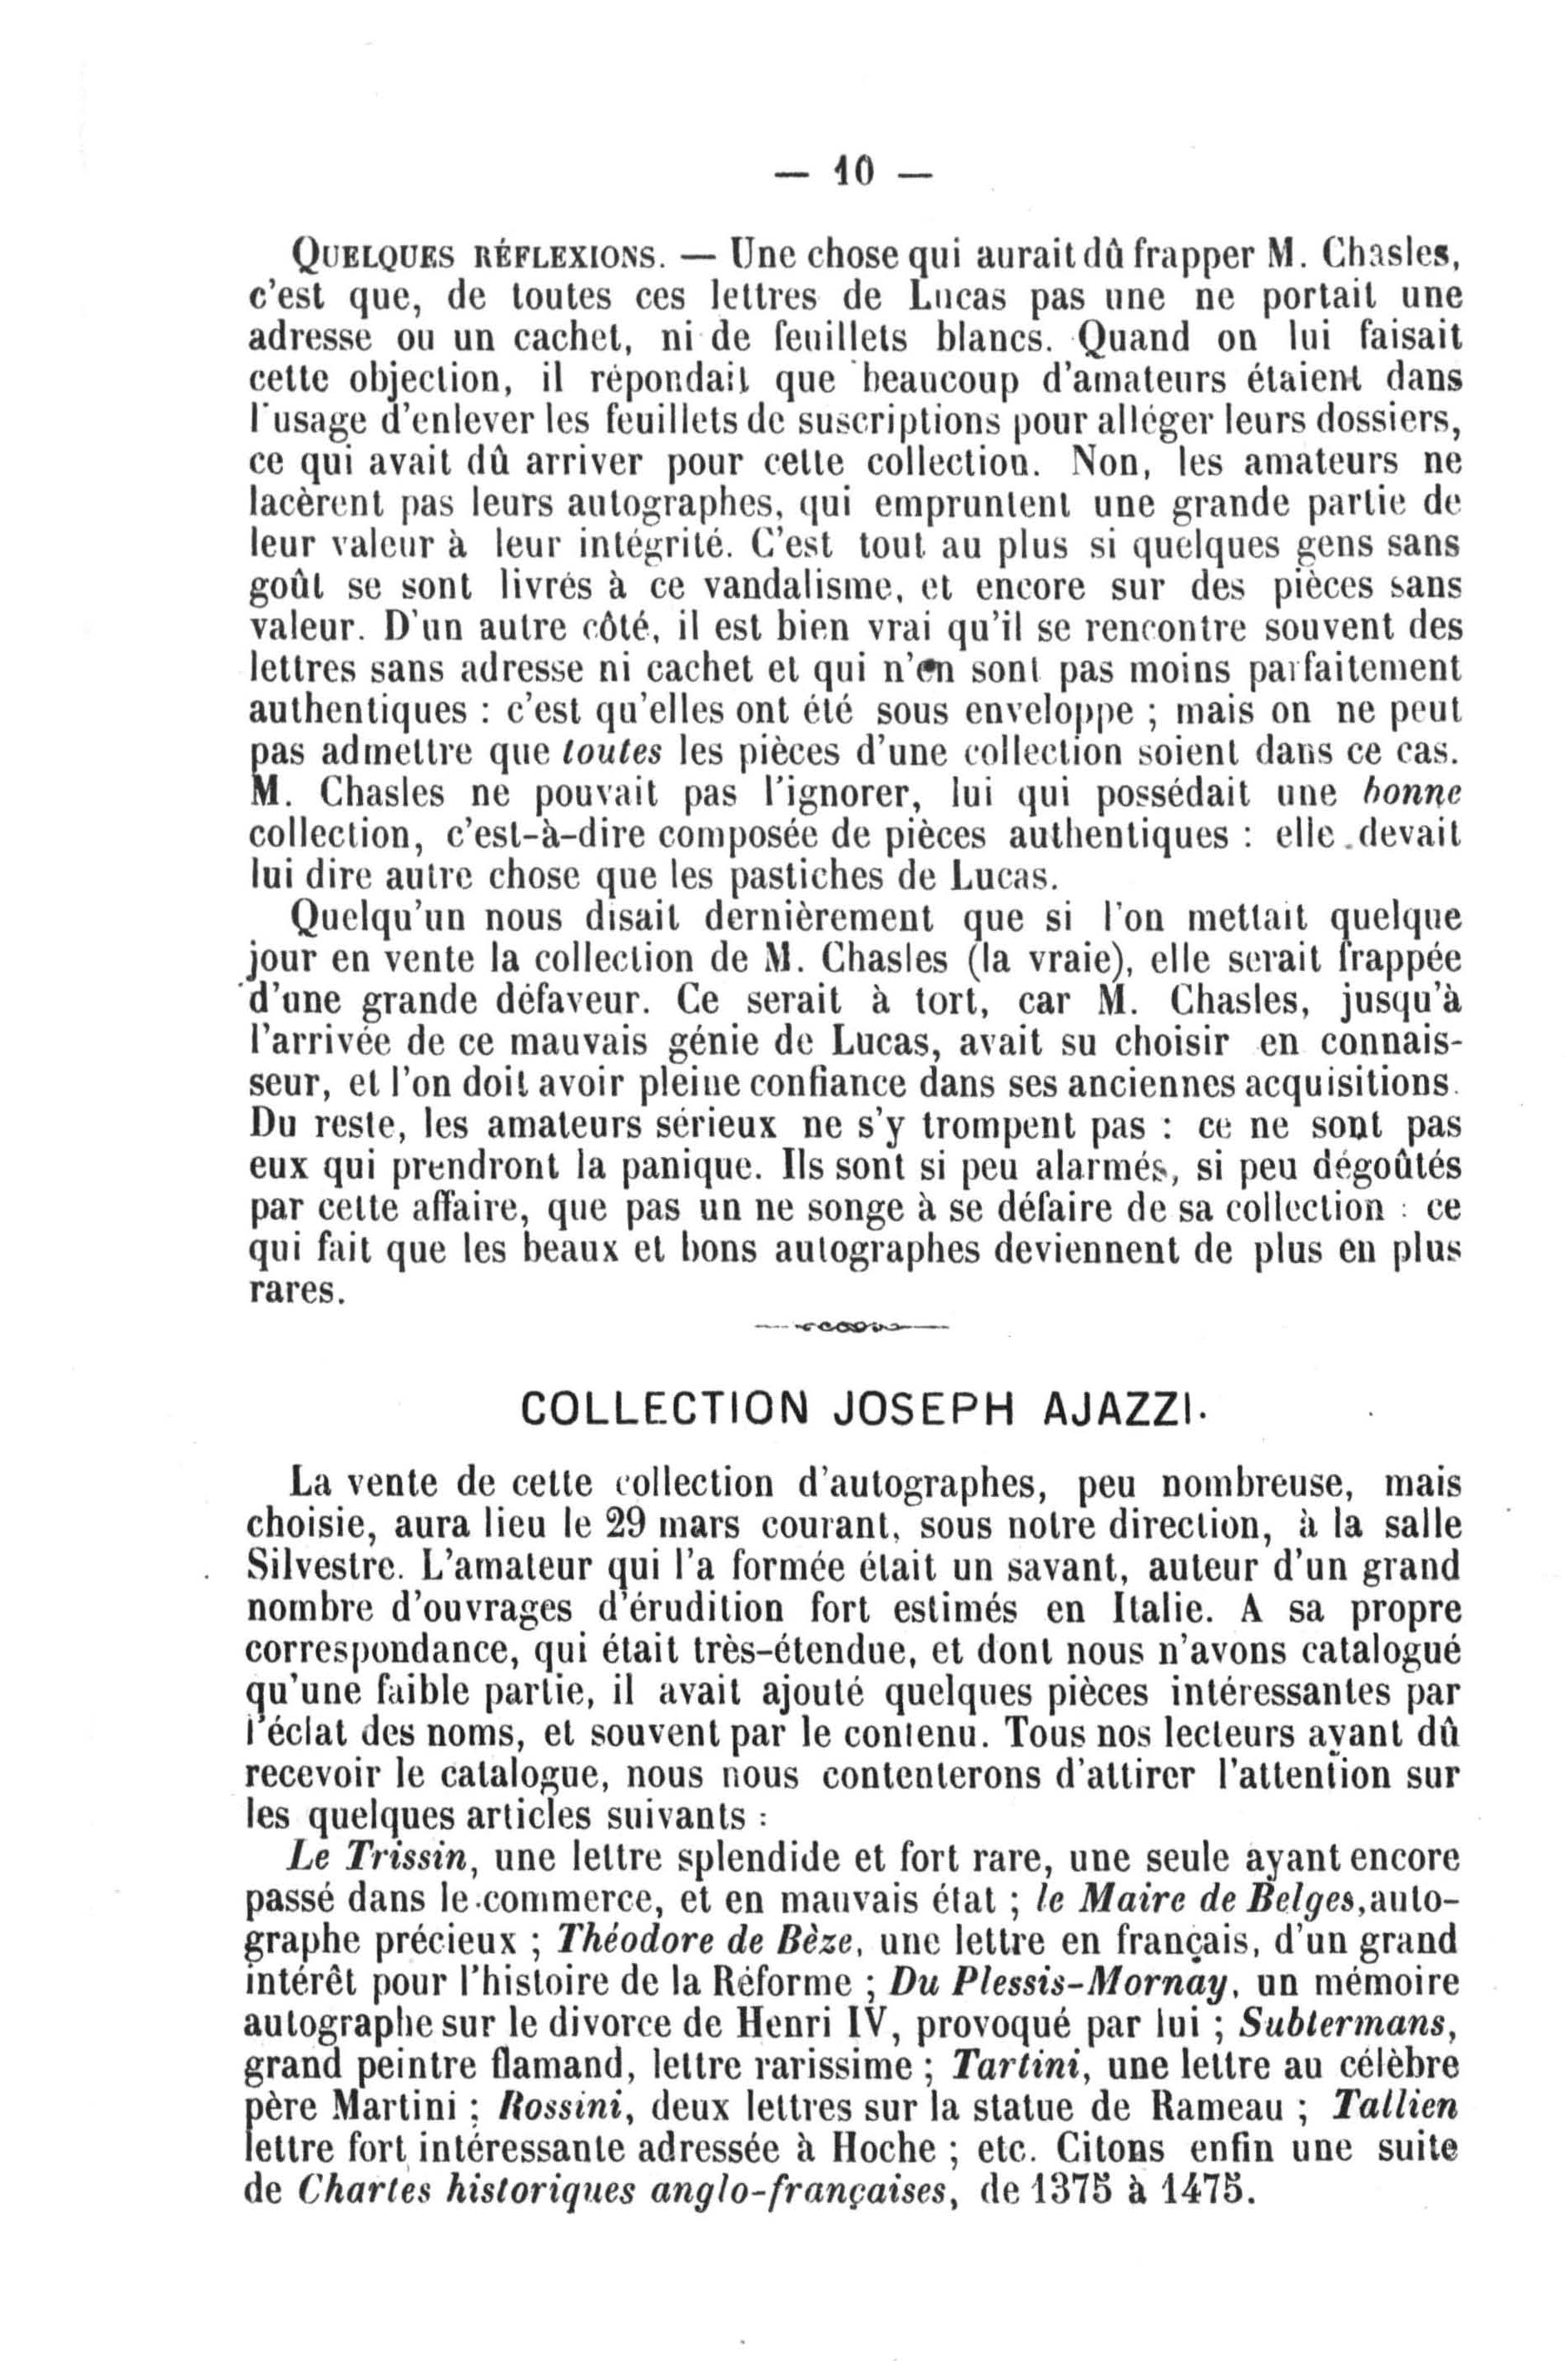 — 10 —
QUELQUES RÉFLEXIONS. — Une chose qui aurait dû frapper M. Chasles,
c'est que, de toutes ces lettres de Lucas pas une ne portait une
adresse ou un cachet, ni de feuillets blancs. Quand on lui faisait
cette objection, il répondait que beaucoup d'amateurs étaient dans
l'usage d'enlever les feuillets de suscriptions pour alléger leurs dossiers,
ce qui avait dû arriver pour cette collection. Non, les amateurs ne
lacèrent pas leurs autographes, qui empruntent une grande partie de
leur valeur à leur intégrité. C'est tout au plus si quelques gens sans
goût se sont livrés à ce vandalisme, et encore sur des pièces sans
valeur. D'un autre côté, il est bien vrai qu'il se rencontre souvent des
lettres sans adresse ni cachet et qui n'en sont pas moins parfaitement
authentiques : c'est qu'elles ont été sous enveloppe ; mais on ne peut
pas admettre que toutes les pièces d'une collection soient dans ce cas.
M. Chasles ne pouvait pas l'ignorer, lui qui possédait une bonne
collection, c'est-à-dire composée de pièces authentiques : elle devait
lui dire autre chose que les pastiches de Lucas.
Quelqu'un nous disait dernièrement que si l'on mettait quelque
jour en vente la collection de M. Chasles (la vraie), elle serait frappée
d'une grande défaveur. Ce serait à tort, car M. Chasles, jusqu'à
l'arrivée de ce mauvais génie de Lucas, avait su choisir en connais-
seur, et l'on doit avoir pleine confiance dans ses anciennes acquisitions.
Du reste, les amateurs sérieux ne s'y trompent pas : ce ne sont pas
eux qui prendront la panique. Ils sont si peu alarmés, si peu dégoûtés
par cette affaire, que pas un ne songe à se défaire de sa collection : ce
qui fait que les beaux et bons autographes deviennent de plus en plus
rares.
COLLECTION JOSEPH AJAZZI.
La vente de cette collection d'autographes, peu nombreuse, mais
choisie, aura lieu le 29 mars courant, sous notre direction, à la salle
Silvestre. L'amateur qui l'a formée était un savant, auteur d'un grand
nombre d'ouvrages d'érudition fort estimés en Italie. A sa propre
correspondance, qui était très-étendue, et dont nous n'avons catalogué
qu'une faible partie, il avait ajouté quelques pièces intéressantes par
l'éclat des noms, et souvent par le contenu. Tous nos lecteurs ayant dû
recevoir le catalogue, nous nous contenterons d'attirer l'attention sur
les quelques articles suivants :
Le Trissin, une lettre splendide et fort rare, une seule ayant encore
passé dans le commerce, et en mauvais état ; le Maire de Belges, auto-
graphe précieux ; Théodore de Bèze, une lettre en français, d'un grand
intérêt pour l'histoire de la Réforme ; Du Plessis-Mornay, un mémoire
autographe sur le divorce de Henri IV, provoqué par lui ; Subtermans,
grand peintre flamand, lettre rarissime ; Tartini, une lettre au célèbre
père Martini ; Rossini, deux lettres sur la statue de Rameau ; Tallien
lettre fort intéressante adressée à Hoche ; etc. Citons enfin une suite
de Chartes historiques anglo-françaises, de 1375 à 1475.